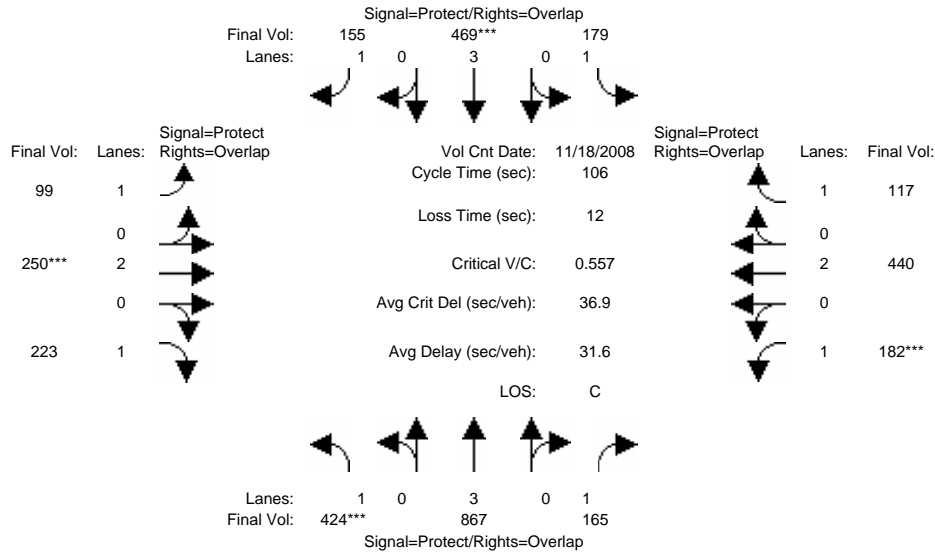 Signal=Protect/Rights=Overlap
Final Vol: 155 469*** 179
Lanes: 1 0 3 0 1
Signal=Protect Signal=Protect
Final Vol: Lanes: Rights=Overlap Vol Cnt Date: 11/18/2008 Rights=Overlap Lanes: Final Vol:
Cycle Time (sec): 106
99 1 1 117
Loss Time (sec): 12
0 0
250*** 2 Critical V/C: 0.557 2 440
0 Avg Crit Del (sec/veh): 36.9 0
223 1 Avg Delay (sec/veh): 31.6 1 182***
LOS: C
Lanes: 1 0 3 0 1
Final Vol: 424*** 867 165
Signal=Protect/Rights=Overlap